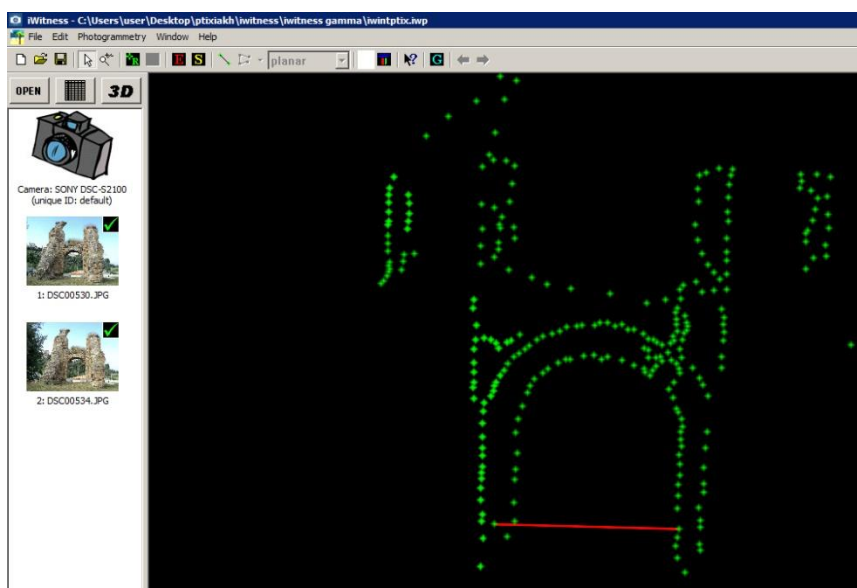 iWitness - C:\Users\user\Desktop\ptixiakh\iwitness\iwitness gamma\iwintptix.iwp
File Edit Photogrammetry Window Help
R E S planar G
OPEN 3D
Camera: SONY DSC-S2100
(unique ID: default)
1: DSC00530.JPG
2: DSC00534.JPG